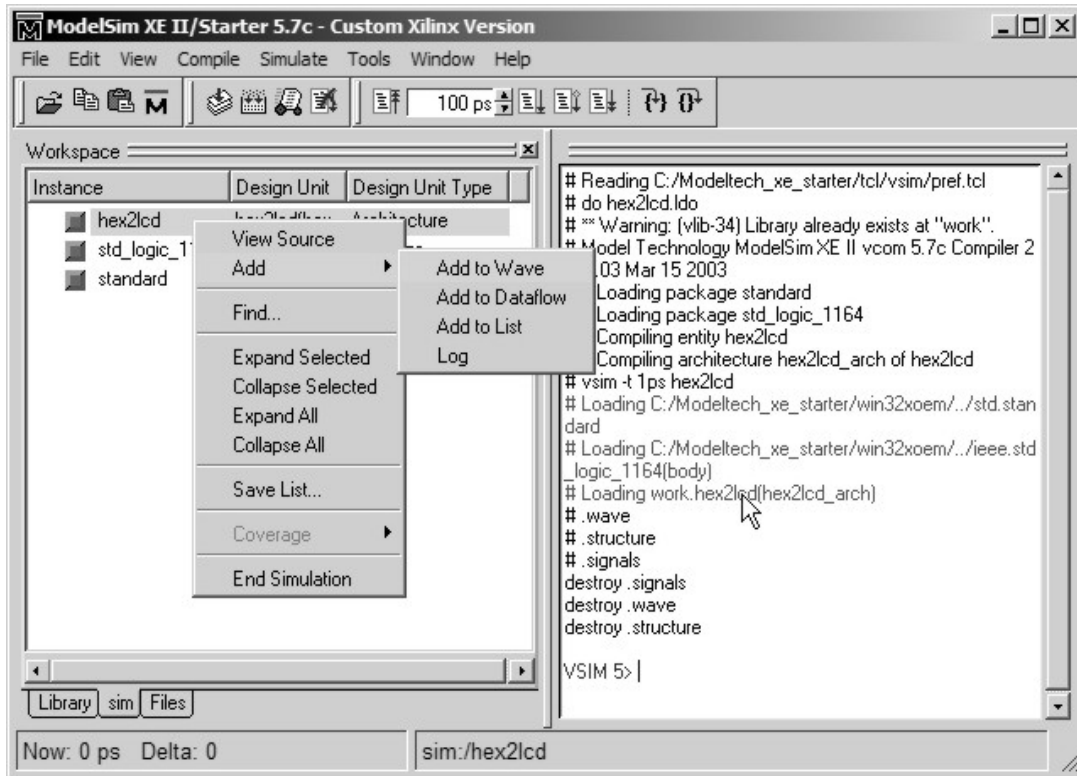 ModelSim XE II/Starter 5.7c - Custom Xilinx Version
File Edit View Compile Simulate Tools Window Help
100 ps
Workspace
Instance Design Unit Design Unit Type
hex2lcd
std_logic_11
standard
View Source
Add
Find...
Expand Selected
Collapse Selected
Expand All
Collapse All
Save List...
Coverage
End Simulation
Add to Wave
Add to Dataflow
Add to List
Log
Library sim Files
# Reading C:/Modeltech_xe_starter/tcl/vsim/pref.tcl
# do hex2lcd.ldo
# ** Warning: (vlib-34) Library already exists at "work".
# Model Technology ModelSim XE II vcom 5.7c Compiler 2
.03 Mar 15 2003
Loading package standard
Loading package std_logic_1164
Compiling entity hex2lcd
Compiling architecture hex2lcd_arch of hex2lcd
# vsim -t 1ps hex2lcd
# Loading C:/Modeltech_xe_starter/win32xoem/../std.stan
dard
# Loading C:/Modeltech_xe_starter/win32xoem/../ieee.std
_logic_1164(body)
# Loading work.hex2lcd(hex2lcd_arch)
# .wave
# .structure
# .signals
destroy .signals
destroy .wave
destroy .structure
VSIM 5>
Now: 0 ps Delta: 0
sim:/hex2lcd